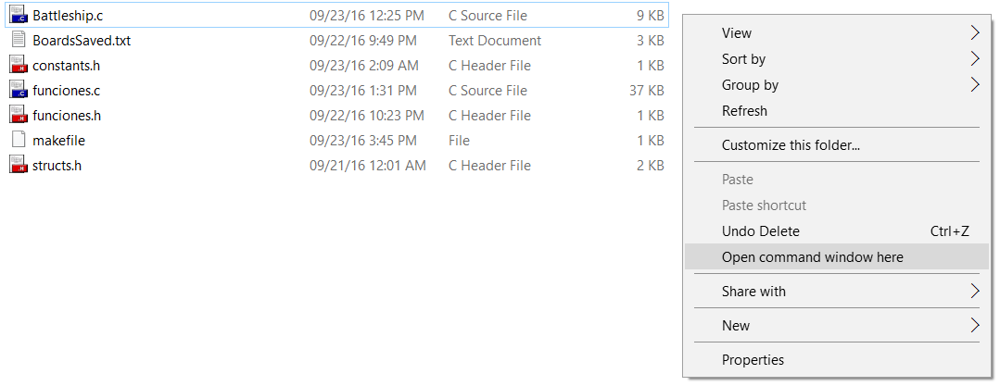 Battleship.c 09/23/16 12:25 PM C Source File 9 KB
BoardsSaved.txt 09/22/16 9:49 PM Text Document 3 KB
constants.h 09/23/16 2:09 AM C Header File 1 KB
funciones.c 09/23/16 1:31 PM C Source File 37 KB
funciones.h 09/22/16 10:23 PM C Header File 1 KB
makefile 09/23/16 3:45 PM File 1 KB
structs.h 09/21/16 12:01 AM C Header File 2 KB
View
Sort by
Group by
Refresh
Customize this folder...
Paste
Paste shortcut
Undo Delete Ctrl+Z
Open command window here
Share with
New
Properties